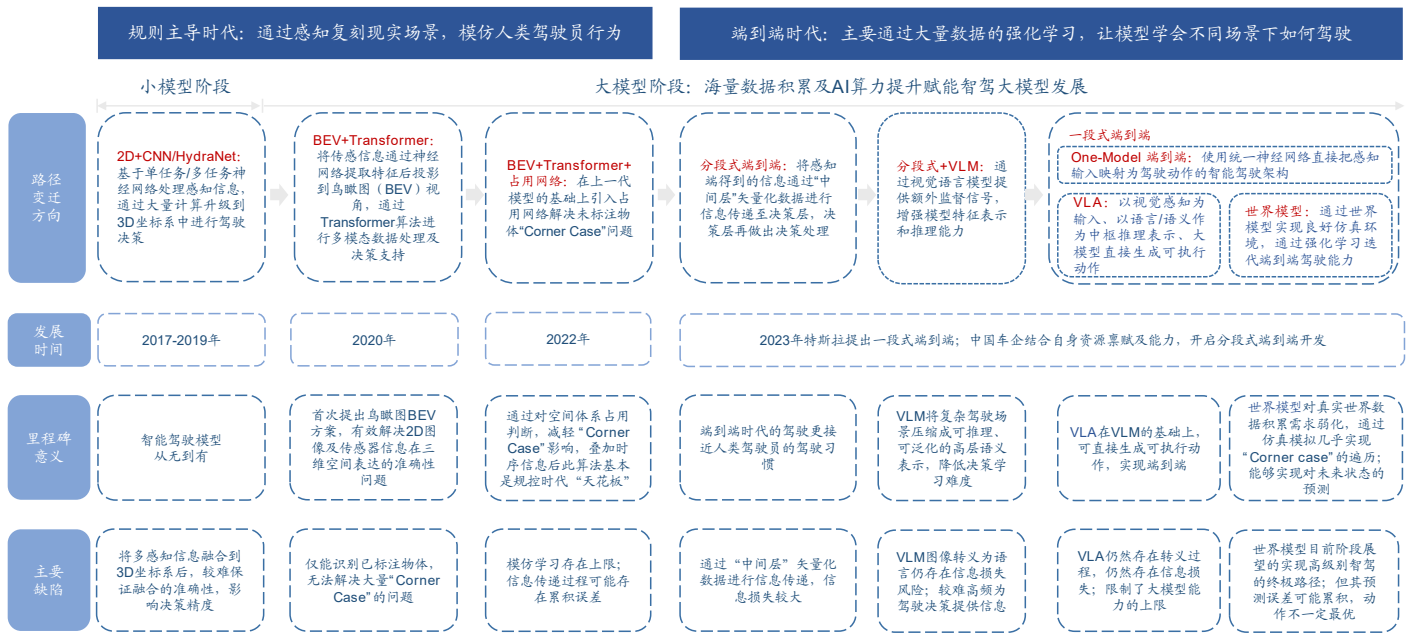 规则主导时代：通过感知复刻现实场景，模仿人类驾驶员行为
端到端时代：主要通过大量数据的强化学习，让模型学会不同场景下如何驾驶
小模型阶段
大模型阶段：海量数据积累及AI算力提升赋能智驾大模型发展
路径
变迁
方向
2D+CNN/HydraNet:
基于单任务/多任务神
经网络处理感知信息，
通过大量计算升级到
3D坐标系中进行驾驶
决策
BEV+Transformer:
将传感信息通过神经
网络提取特征后投影
到鸟瞰图（BEV）视
角，通过
Transformer算法进
行多模态数据处理及
决策支持
BEV+Transformer+
占用网络：在上一代
模型的基础上引入占
用网络解决未标注物
体“Corner Case”问题
分段式端到端：将感知
端得到的信息通过“中
间层”矢量化数据进行
信息传递至决策层，决
策层再做出决策处理
分段式+VLM：通
过视觉语言模型提
供额外监督信号，
增强模型特征表示
和推理能力
一段式端到端
One-Model 端到端：使用统一神经网络直接把感知
输入映射为驾驶动作的智能驾驶架构
VLA：以视觉感知为
输入、以语言/语义作
为中枢推理表示、大
模型直接生成可执行
动作
世界模型：通过世界
模型实现良好仿真环
境，通过强化学习迭
代端到端驾驶能力
发展
时间
2017-2019年
2020年
2022年
2023年特斯拉提出一段式端到端；中国车企结合自身资源禀赋及能力，开启分段式端到端开发
里程碑
意义
智能驾驶模型
从无到有
首次提出鸟瞰图BEV
方案，有效解决2D图
像及传感器信息在三
维空间表达的准确性
问题
通过对空间体系占用
判断，减轻“Corner
Case”影响，叠加时
序信息后此算法基本
是规控时代“天花板”
端到端时代的驾驶更接
近人类驾驶员的驾驶习
惯
VLM将复杂驾驶场
景压缩成可推理、
可泛化的高层语义
表示，降低决策学
习难度
VLA在VLM的基础上，
可直接生成可执行
动作，实现端到端
世界模型对真实世界数
据积累需求弱化，通过
仿真模拟几乎实现
“Corner case”的遍历；
能够实现对未来状态的
预测
主要
缺陷
将多感知信息融合到
3D坐标系后，较难保
证融合的准确性，影
响决策精度
仅能识别已标注物体，
无法解决大量“Corner
Case”的问题
模仿学习存在上限；
信息传递过程可能存
在累积误差
通过“中间层”矢量化
数据进行信息传递，信
息损失较大
VLM图像转义为语
言仍存在信息损失
风险；较难高频为
驾驶决策提供信息
VLA仍然存在转义过
程，仍然存在信息损
失；限制了大模型能
力的上限
世界模型目前阶段展
望的实现高级别智驾
的终极路径；但其预
测误差可能累积，动
作不一定最优